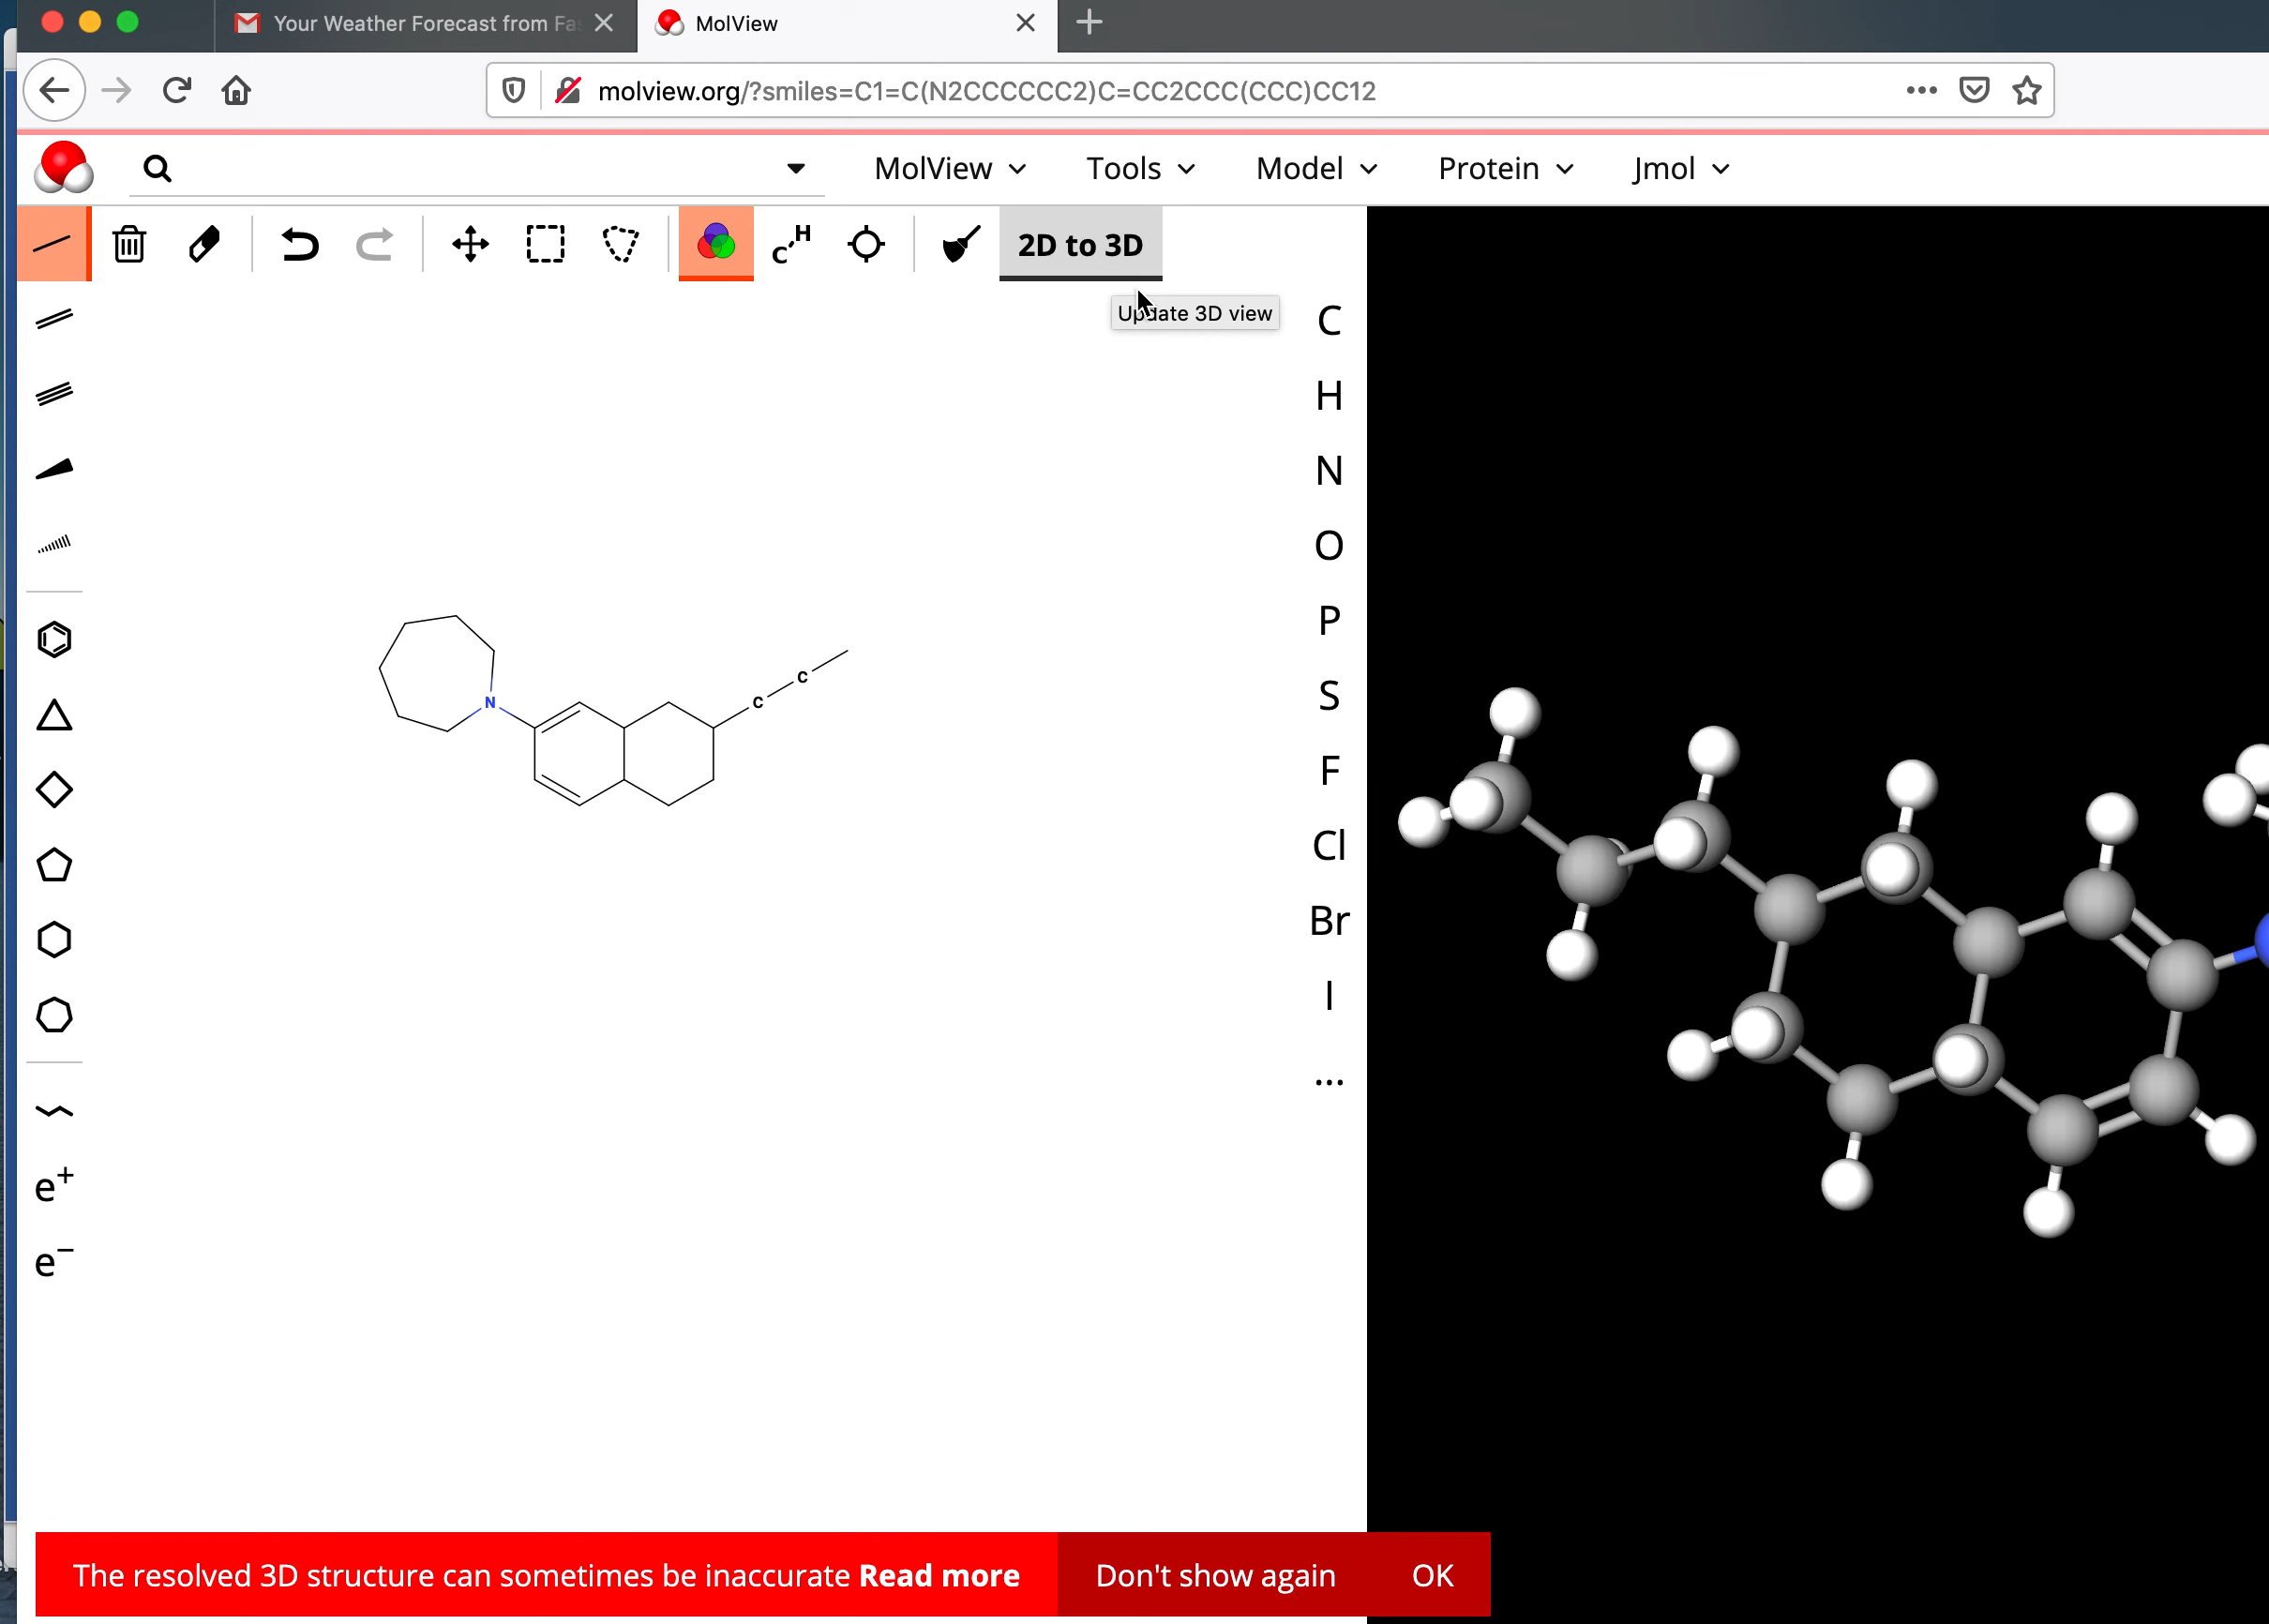 Your Weather Forecast from Fa
MolView
molview.org/?smiles=C1=C(N2CCCCCC2)C=CC2CCC(CCC)CC12
MolView Tools Model Protein Jmol
C H 2D to 3D
Update 3D view
C
H
N
O
P
S
F
Cl
Br
I
...
N C C
e+
e−
The resolved 3D structure can sometimes be inaccurate Read more Don't show again OK